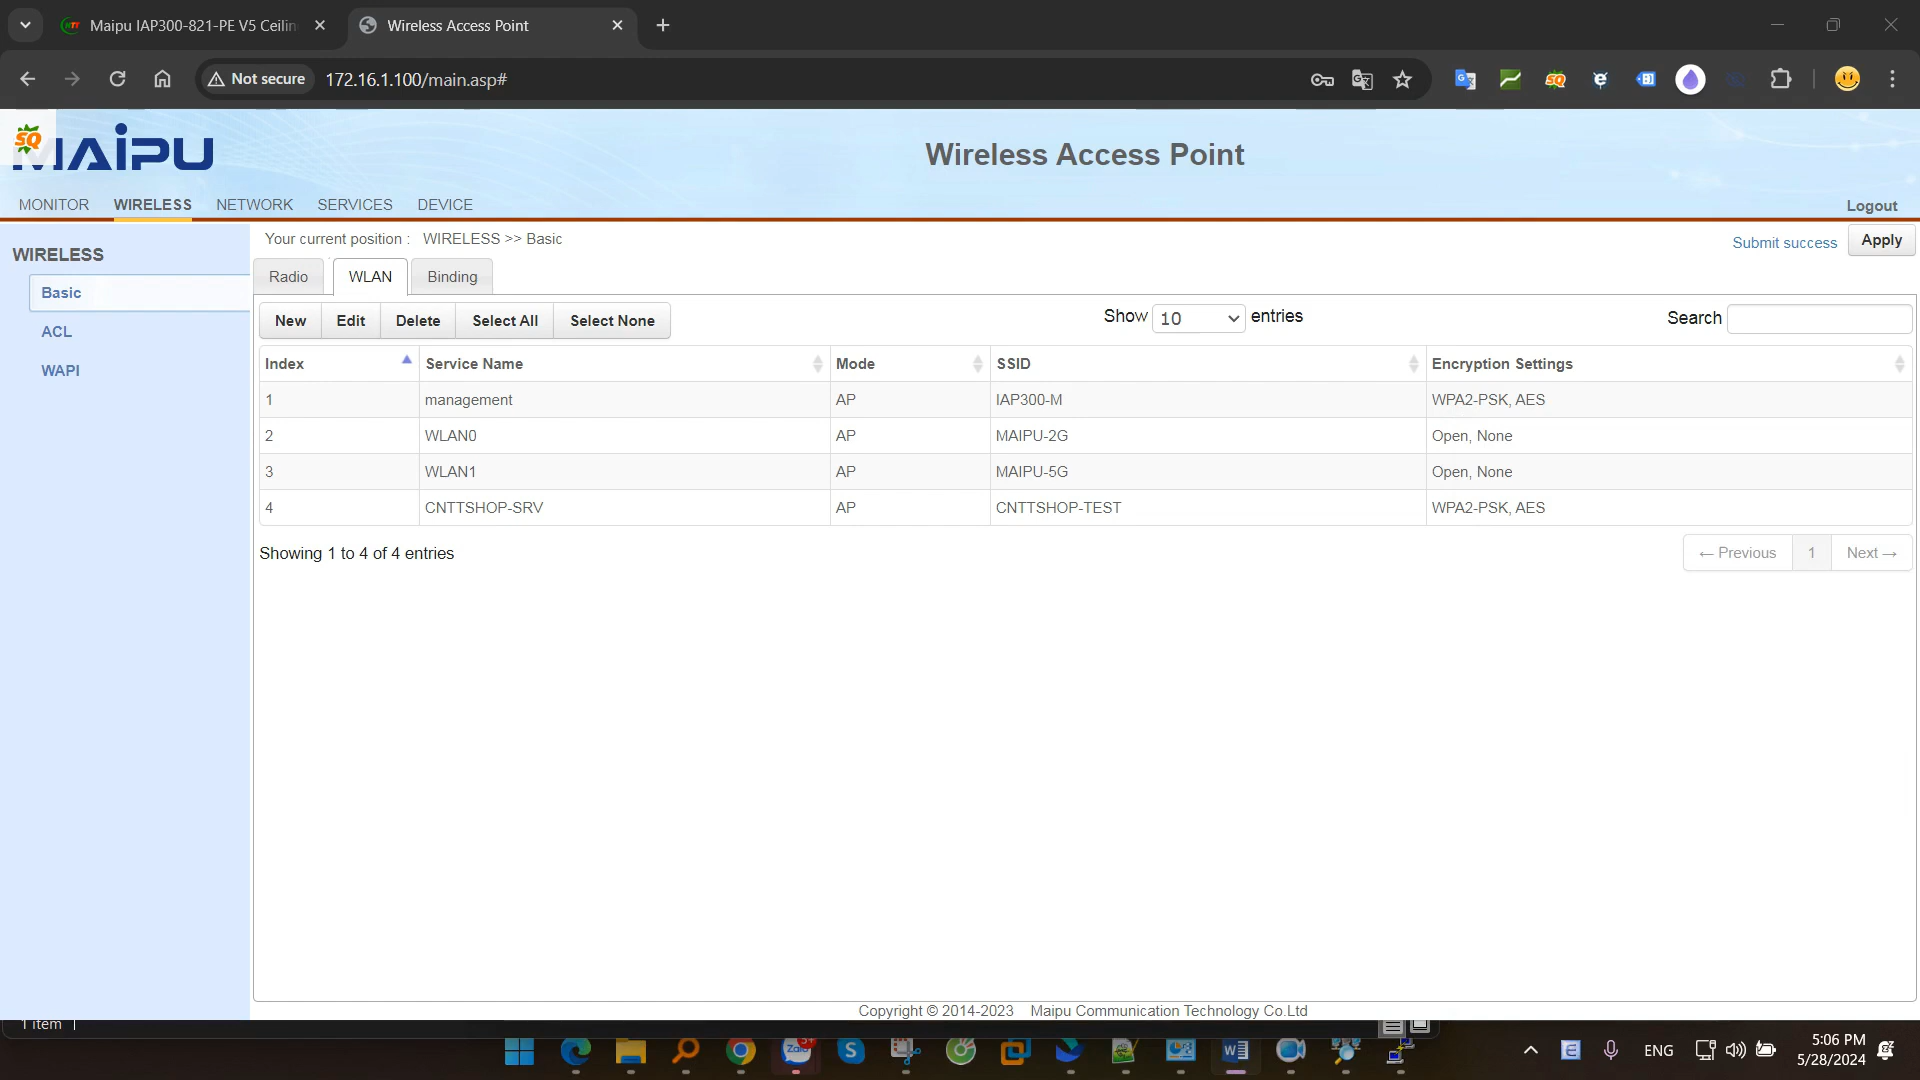 Maipu IAP300-821-PE V5 Ceilin
Wireless Access Point
Not secure
172.16.1.100/main.asp#
SQ
MAIPU
Wireless Access Point
MONITOR
WIRELESS
NETWORK
SERVICES
DEVICE
Logout
WIRELESS
Basic
ACL
WAPI
Your current position : WIRELESS >> Basic
Submit success
Apply
Radio
WLAN
Binding
New
Edit
Delete
Select All
Select None
Show 10 entries
Search
Index Service Name Mode SSID Encryption Settings
1 management AP IAP300-M WPA2-PSK, AES
2 WLAN0 AP MAIPU-2G Open, None
3 WLAN1 AP MAIPU-5G Open, None
4 CNTTSHOP-SRV AP CNTTSHOP-TEST WPA2-PSK, AES
Showing 1 to 4 of 4 entries
← Previous
1
Next →
Copyright © 2014-2023 Maipu Communication Technology Co.Ltd
1 item
Zalo
5+
ENG
5:06 PM
5/28/2024